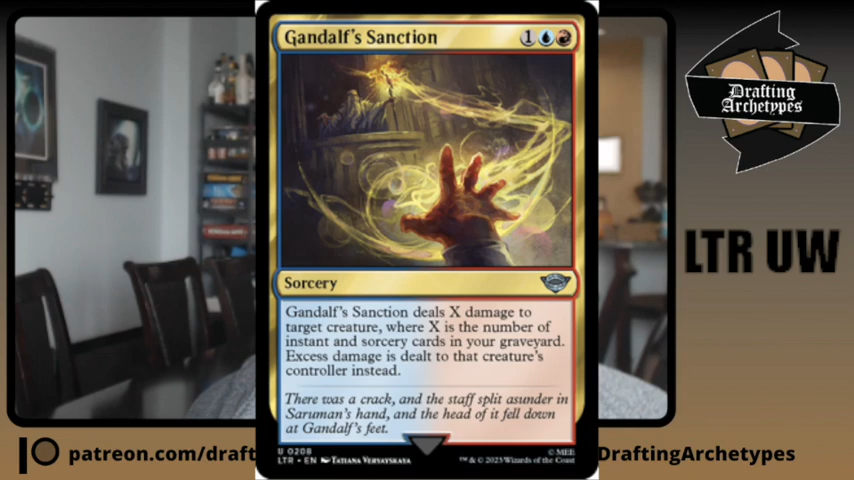 Gandalf's Sanction
1
Drafting
Archetypes
LTR UW
Sorcery
Gandalf's Sanction deals X damage to
target creature, where X is the number of
instant and sorcery cards in your graveyard.
Excess damage is dealt to that creature's
controller instead.
There was a crack, and the staff split asunder in
Saruman's hand, and the head of it fell down
at Gandalf's feet.
U 0208
LTR • EN Tatiana Veryayskaya
© MEE
™ & © 2023 Wizards of the Coast
patreon.com/draft
DraftingArchetypes